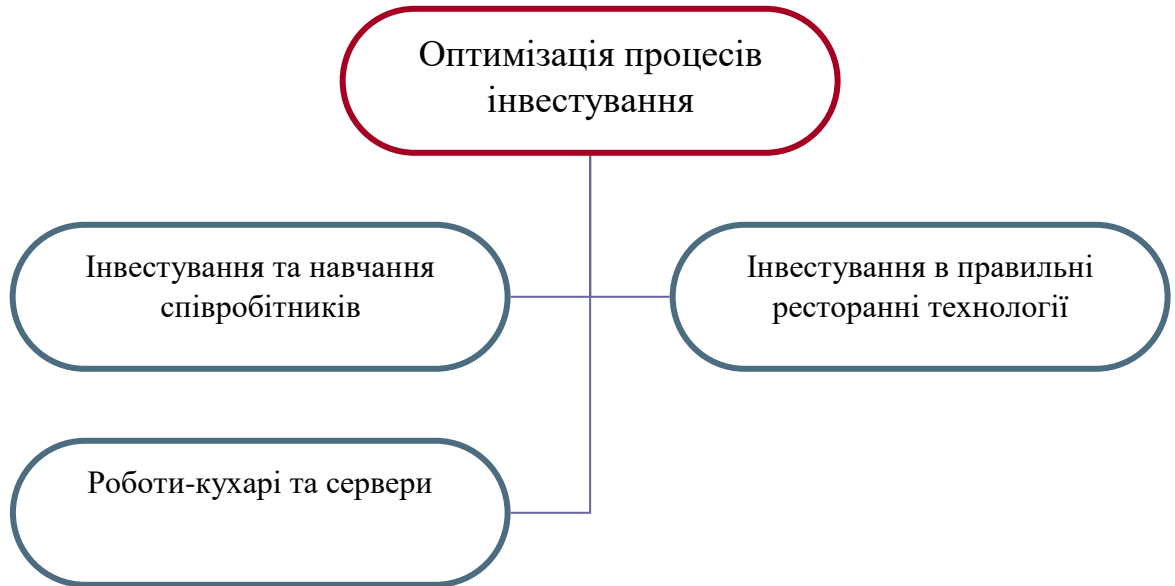 Оптимізація процесів
інвестування
Інвестування та навчання
співробітників
Інвестування в правильні
ресторанні технології
Роботи-кухарі та сервери